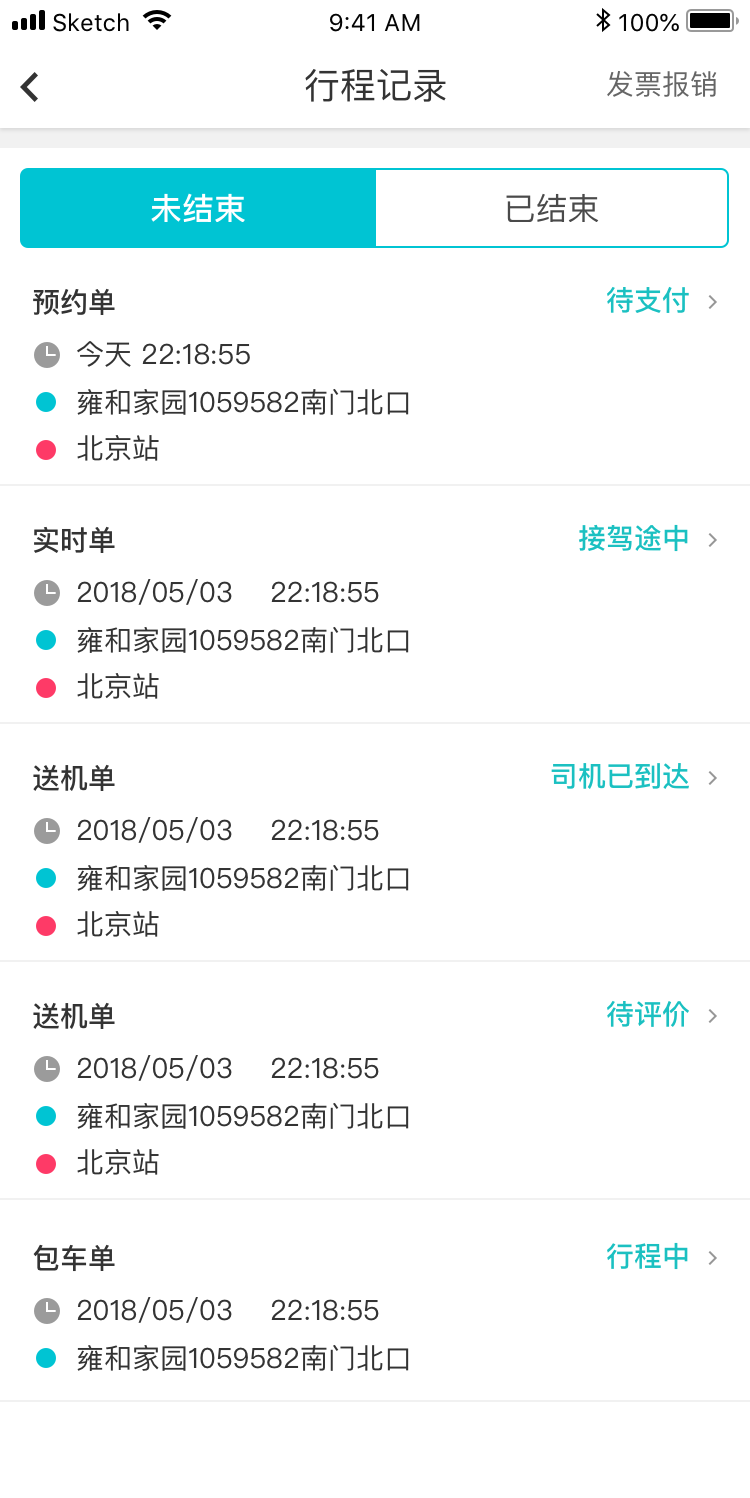 Sketch 9:41 AM 100%
行程记录 发票报销
未结束 已结束
预约单 待支付
今天 22:18:55
雍和家园1059582南门北口
北京站
实时单 接驾途中
2018/05/03 22:18:55
雍和家园1059582南门北口
北京站
送机单 司机已到达
2018/05/03 22:18:55
雍和家园1059582南门北口
北京站
送机单 待评价
2018/05/03 22:18:55
雍和家园1059582南门北口
北京站
包车单 行程中
2018/05/03 22:18:55
雍和家园1059582南门北口